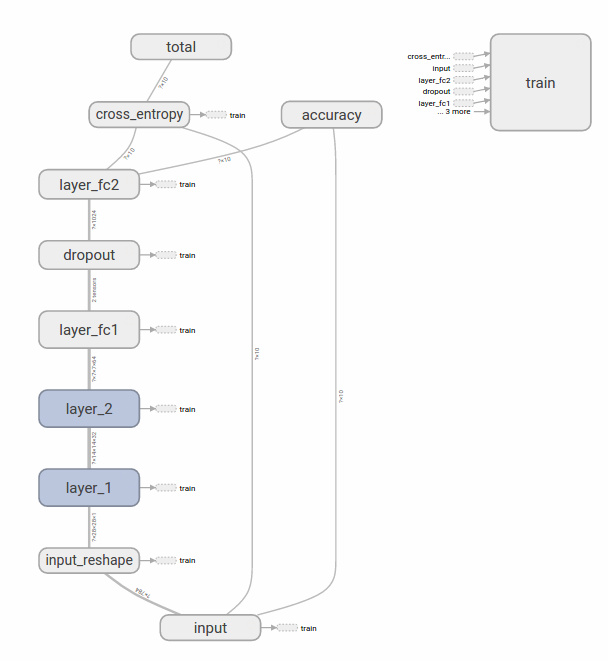 total
?×10
cross_entropy
train
accuracy
cross_entr...
input
layer_fc2
dropout
layer_fc1
... 3 more
train
?×10
?×10
layer_fc2
train
?×1024
dropout
train
2 tensors
layer_fc1
train
?×7×7×64
?×10
?×10
layer_2
train
?×14×14×32
layer_1
train
?×28×28×1
input_reshape
train
?×784
input
train